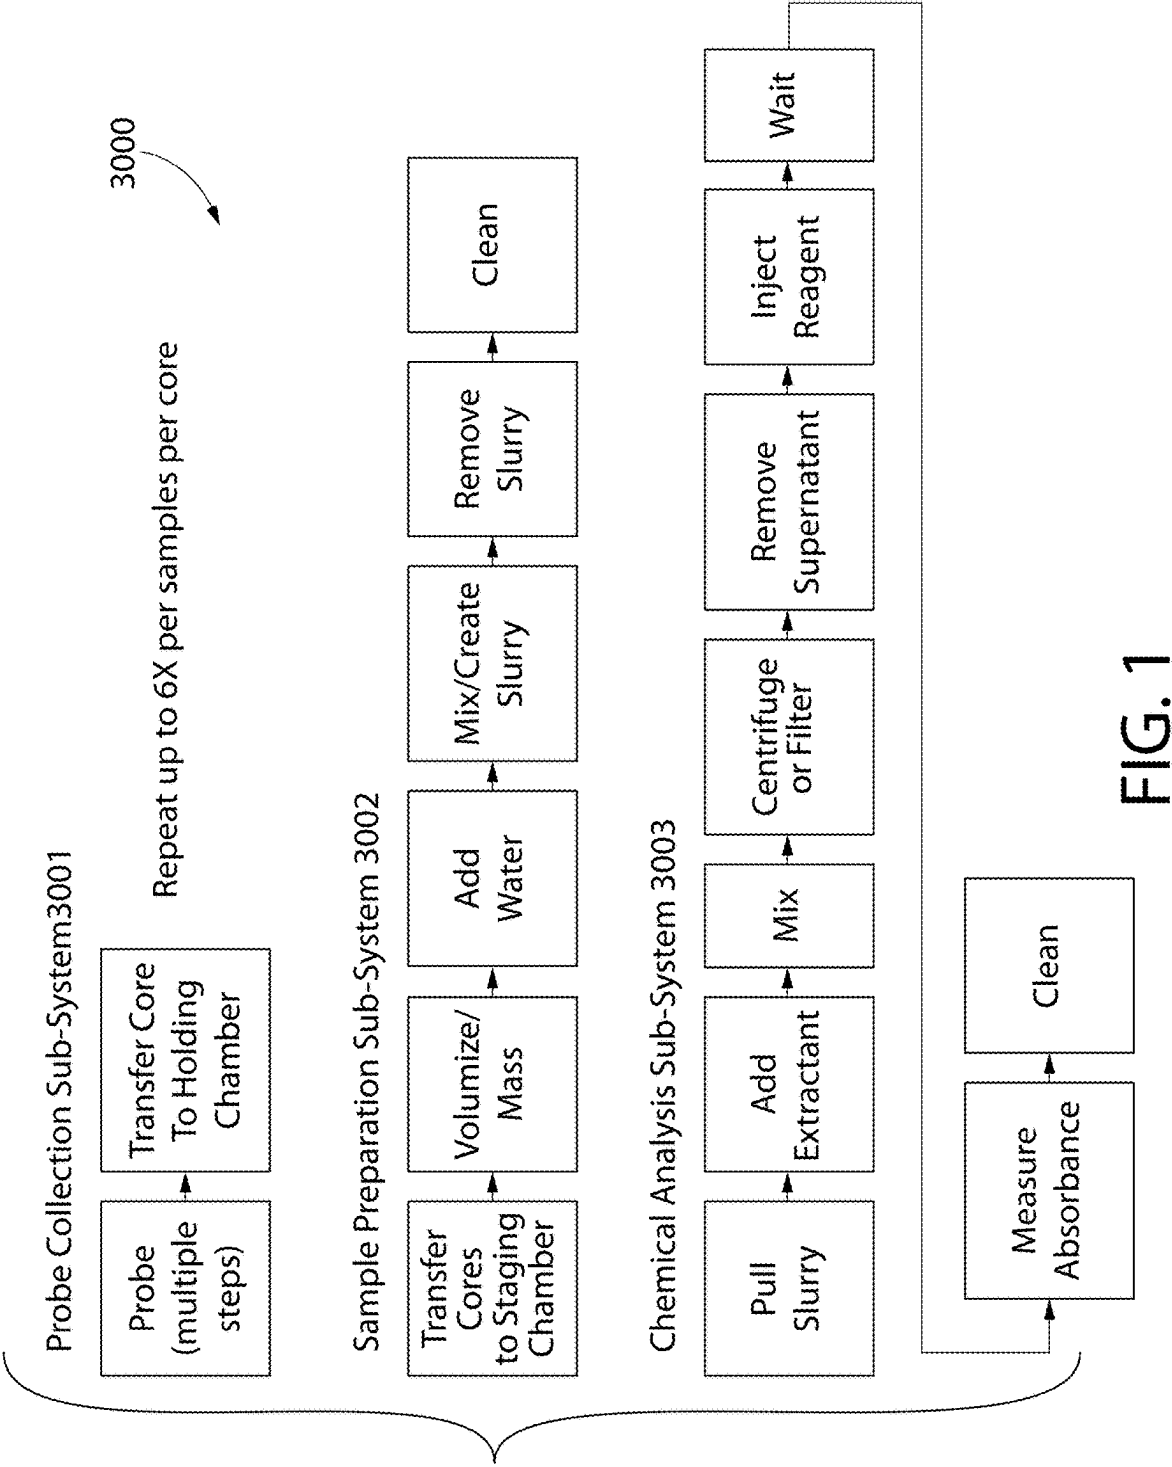 3000
Probe Collection Sub-System3001
Probe
(multiple
steps)
Transfer Core
To Holding
Chamber
Repeat up to 6X per samples per core
Sample Preparation Sub-System 3002
Transfer
Cores
to Staging
Chamber
Volumize/
Mass
Add
Water
Mix/Create
Slurry
Remove
Slurry
Clean
Chemical Analysis Sub-System 3003
Pull
Slurry
Add
Extractant
Mix
Centrifuge
or Filter
Remove
Supernatant
Inject
Reagent
Wait
Measure
Absorbance
Clean
FIG. 1